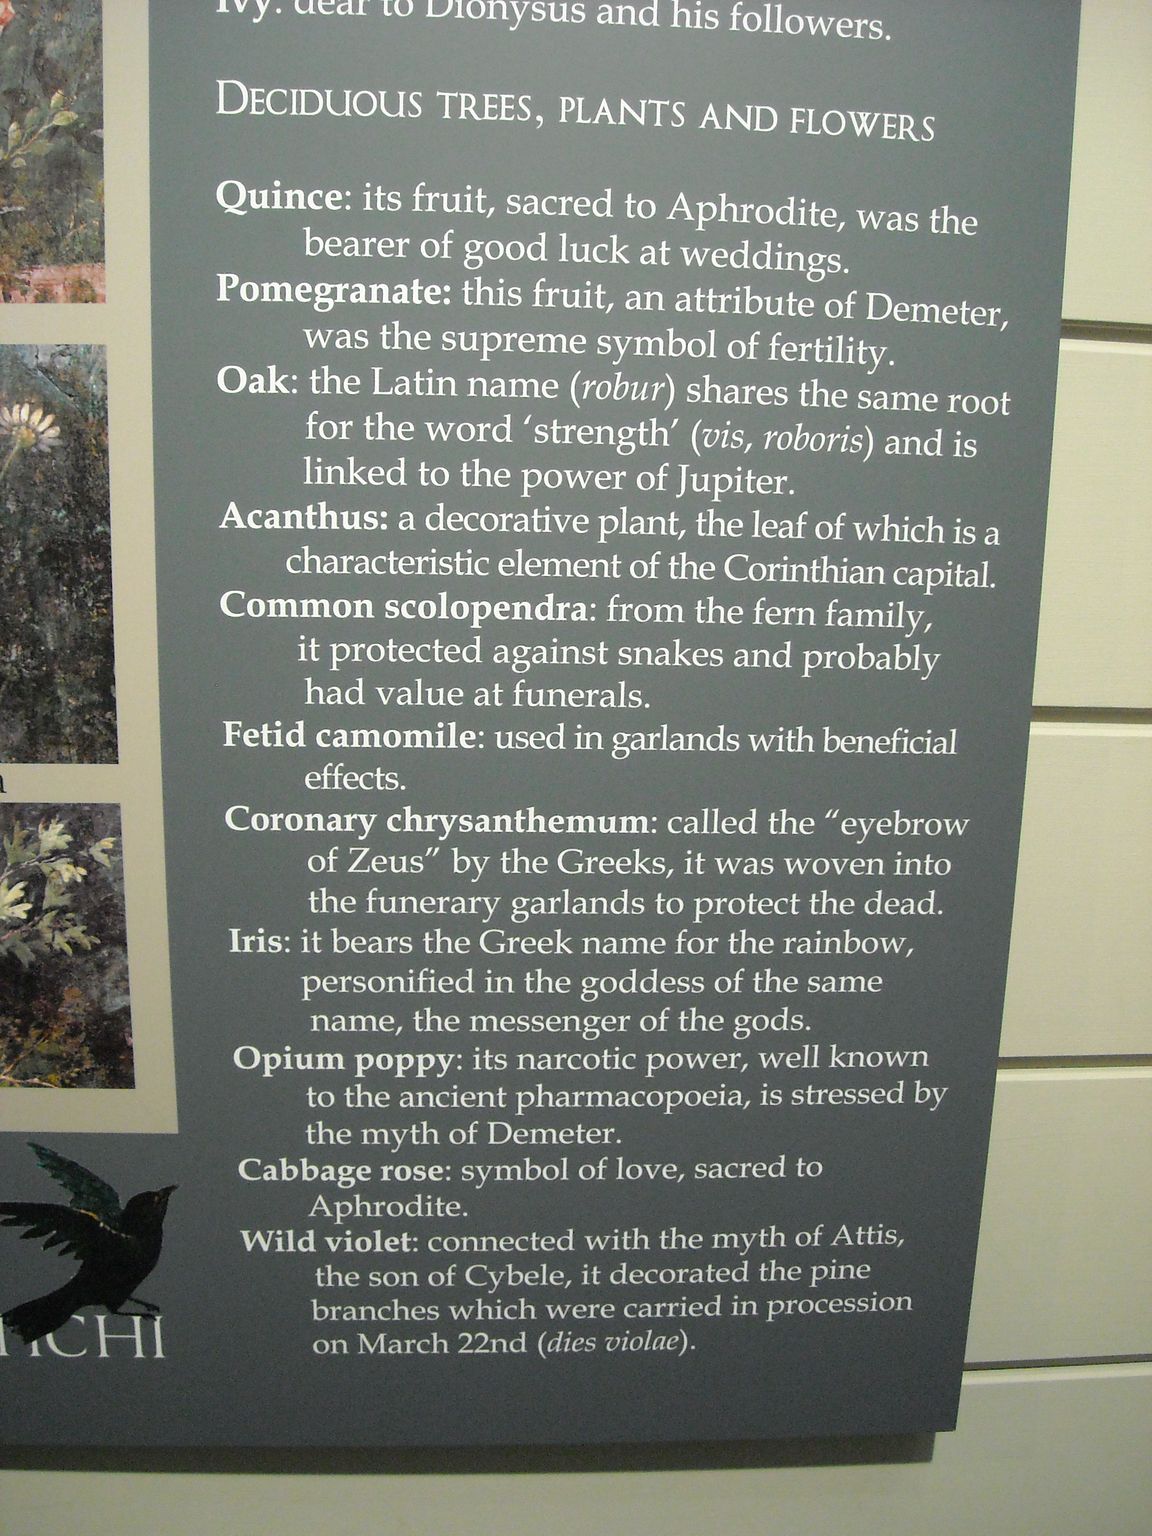 Ivy: dear to Dionysus and his followers.
DECIDUOUS TREES, PLANTS AND FLOWERS
Quince: its fruit, sacred to Aphrodite, was the
bearer of good luck at weddings.
Pomegranate: this fruit, an attribute of Demeter,
was the supreme symbol of fertility.
Oak: the Latin name (robur) shares the same root
for the word ‘strength’ (vis, roboris) and is
linked to the power of Jupiter.
Acanthus: a decorative plant, the leaf of which is a
characteristic element of the Corinthian capital.
Common scolopendra: from the fern family,
it protected against snakes and probably
had value at funerals.
Fetid camomile: used in garlands with beneficial
effects.
Coronary chrysanthemum: called the “eyebrow
of Zeus” by the Greeks, it was woven into
the funerary garlands to protect the dead.
Iris: it bears the Greek name for the rainbow,
personified in the goddess of the same
name, the messenger of the gods.
Opium poppy: its narcotic power, well known
to the ancient pharmacopoeia, is stressed by
the myth of Demeter.
Cabbage rose: symbol of love, sacred to
Aphrodite.
Wild violet: connected with the myth of Attis,
the son of Cybele, it decorated the pine
branches which were carried in procession
on March 22nd (dies violae).